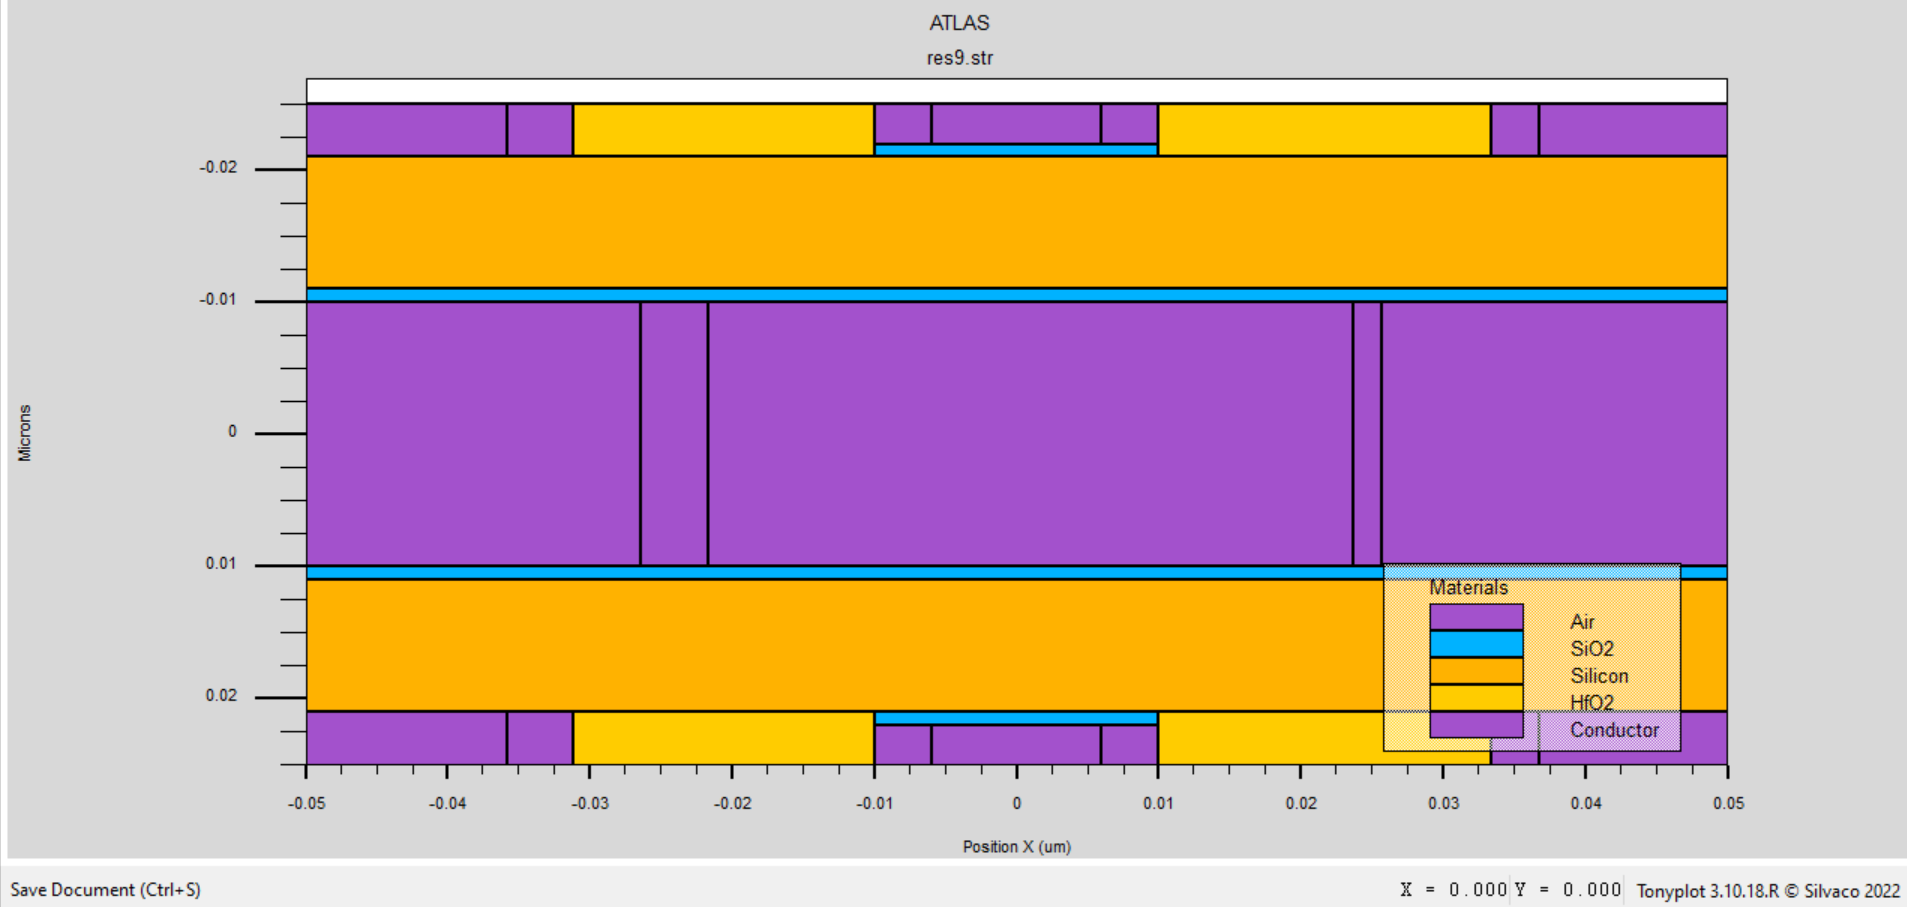 ATLAS
res9.str
-0.02
-0.01
0
0.01
0.02
Microns
Materials
Air
SiO2
Silicon
HfO2
Conductor
-0.05 -0.04 -0.03 -0.02 -0.01 0 0.01 0.02 0.03 0.04 0.05
Position X (um)
Save Document (Ctrl+S) X = 0.000 Y = 0.000 Tonyplot 3.10.18.R © Silvaco 2022